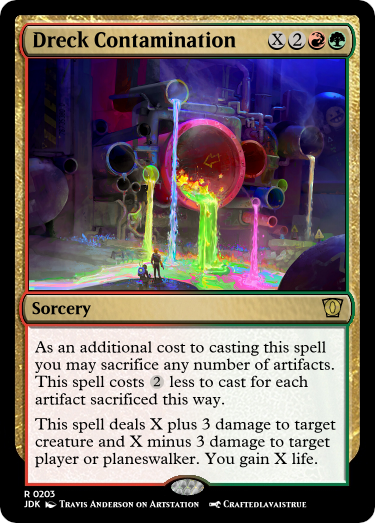 Dreck Contamination X 2
Sorcery
As an additional cost to casting this spell
you may sacrifice any number of artifacts.
This spell costs 2 less to cast for each
artifact sacrificed this way.
This spell deals X plus 3 damage to target
creature and X minus 3 damage to target
player or planeswalker. You gain X life.
R 0203
JDK Travis Anderson on Artstation Craftedlavaistrue